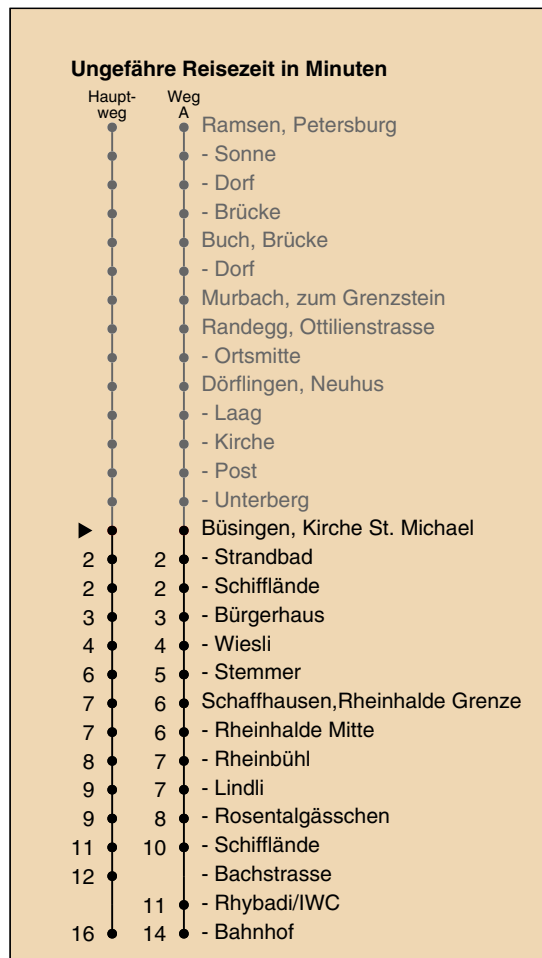 Ungefähre Reisezeit in Minuten
Haupt- Weg
weg A
Ramsen, Petersburg
- Sonne
- Dorf
- Brücke
Buch, Brücke
- Dorf
Murbach, zum Grenzstein
Randegg, Ottilienstrasse
- Ortsmitte
Dörflingen, Neuhus
- Laag
- Kirche
- Post
- Unterberg
Büsingen, Kirche St. Michael
2 2 - Strandbad
2 2 - Schifflände
3 3 - Bürgerhaus
4 4 - Wiesli
6 5 - Stemmer
7 6 Schaffhausen,Rheinhalde Grenze
7 6 - Rheinhalde Mitte
8 7 - Rheinbühl
9 7 - Lindli
9 8 - Rosentalgässchen
11 10 - Schifflände
12 - Bachstrasse
11 - Rhybadi/IWC
16 14 - Bahnhof